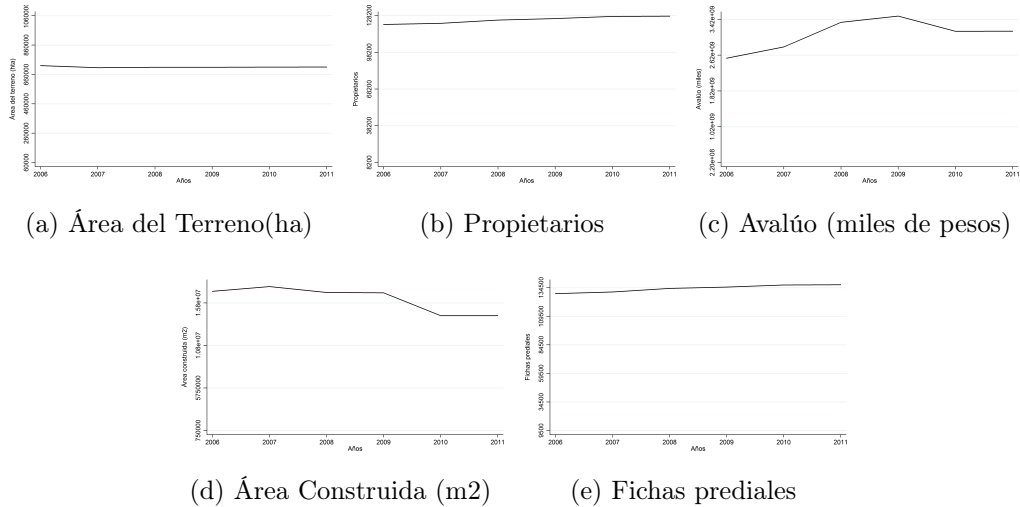 Área del terreno (hta)
60000 260000 460000 660000 860000 1060000
2006 2007 2008 2009 2010 2011
Años
(a) Área del Terreno(ha)
Propietarios
8200 38200 68200 98200 128200
2006 2007 2008 2009 2010 2011
Años
(b) Propietarios
Avalúo (miles)
2.20e+08 1.02e+09 1.82e+09 2.62e+09 3.42e+09
2006 2007 2008 2009 2010 2011
Años
(c) Avalúo (miles de pesos)
Área construida (m2)
750000 5750000 1.08e+07 1.58e+07
2006 2007 2008 2009 2010 2011
Años
(d) Área Construida (m2)
Fichas prediales
9500 34500 59500 84500 109500 134500
2006 2007 2008 2009 2010 2011
Años
(e) Fichas prediales